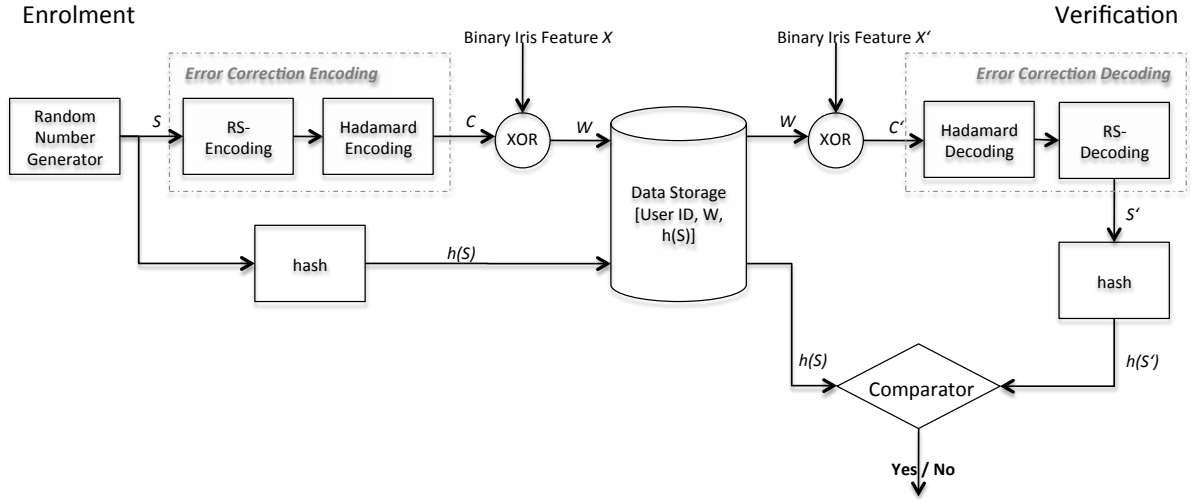 Enrolment
Verification
Binary Iris Feature X
Binary Iris Feature X‘
Error Correction Encoding
Error Correction Decoding
Random
Number
Generator
S
RS-
Encoding
Hadamard
Encoding
C
XOR
W
Data Storage
[User ID, W,
h(S)]
W
XOR
C‘
Hadamard
Decoding
RS-
Decoding
S‘
hash
h(S)
hash
h(S)
h(S‘)
Comparator
Yes / No